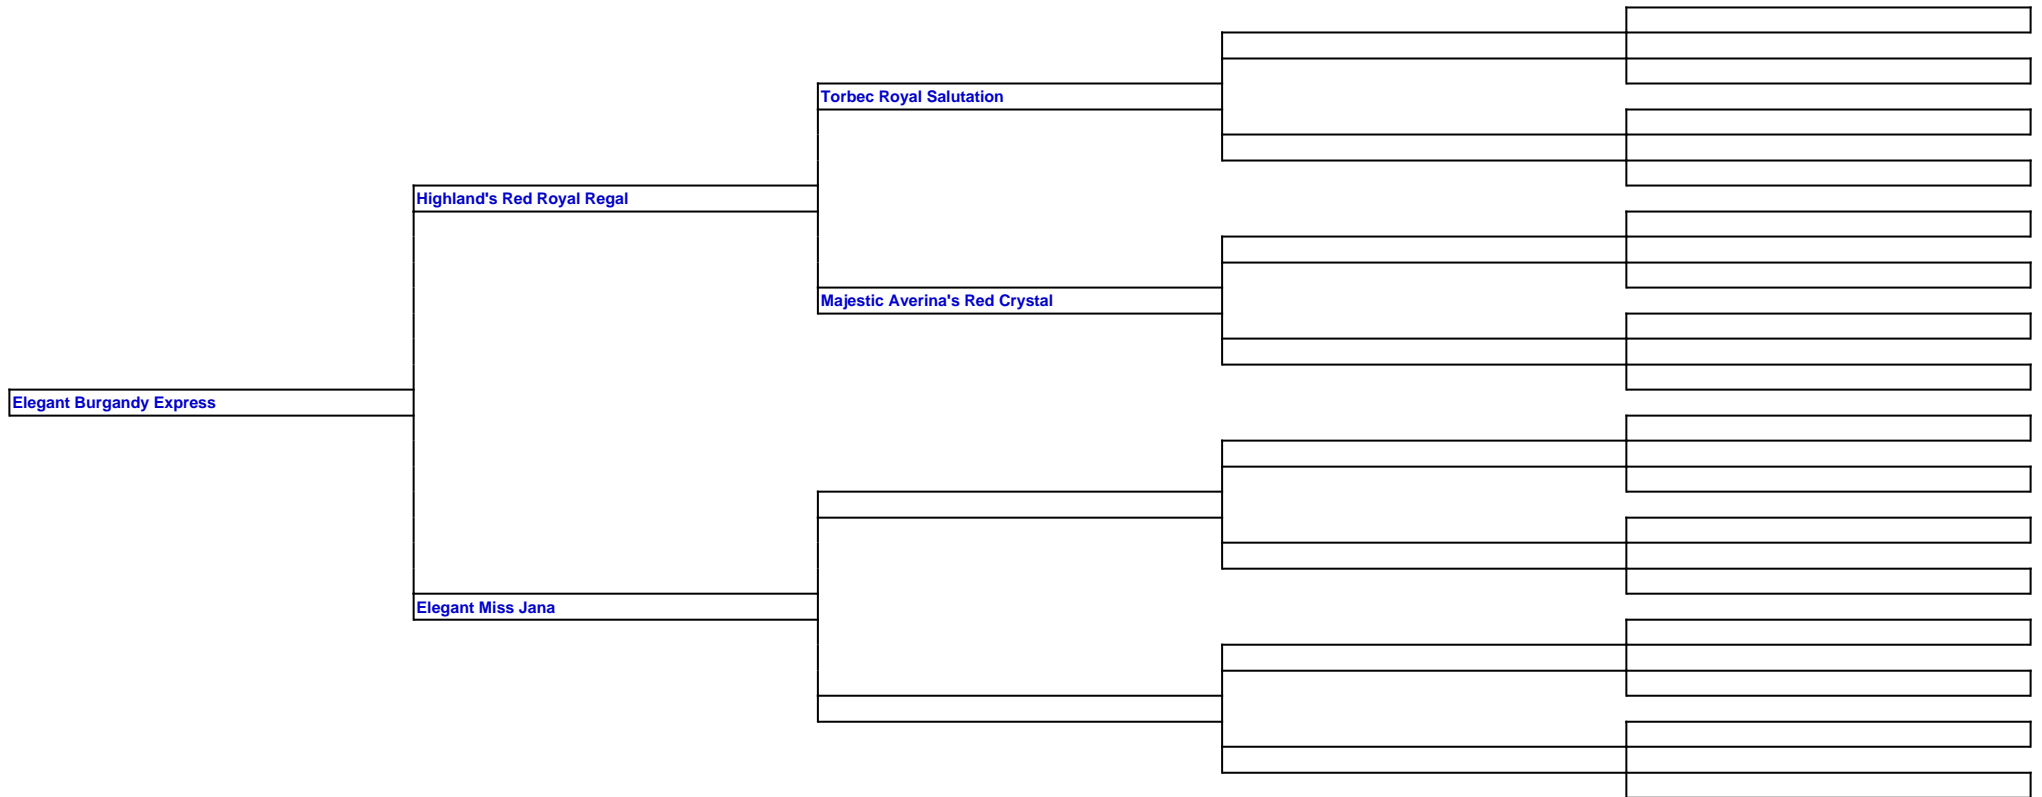 Torbec Royal Salutation
Highland's Red Royal Regal
Majestic Averina's Red Crystal
Elegant Burgandy Express
Elegant Miss Jana